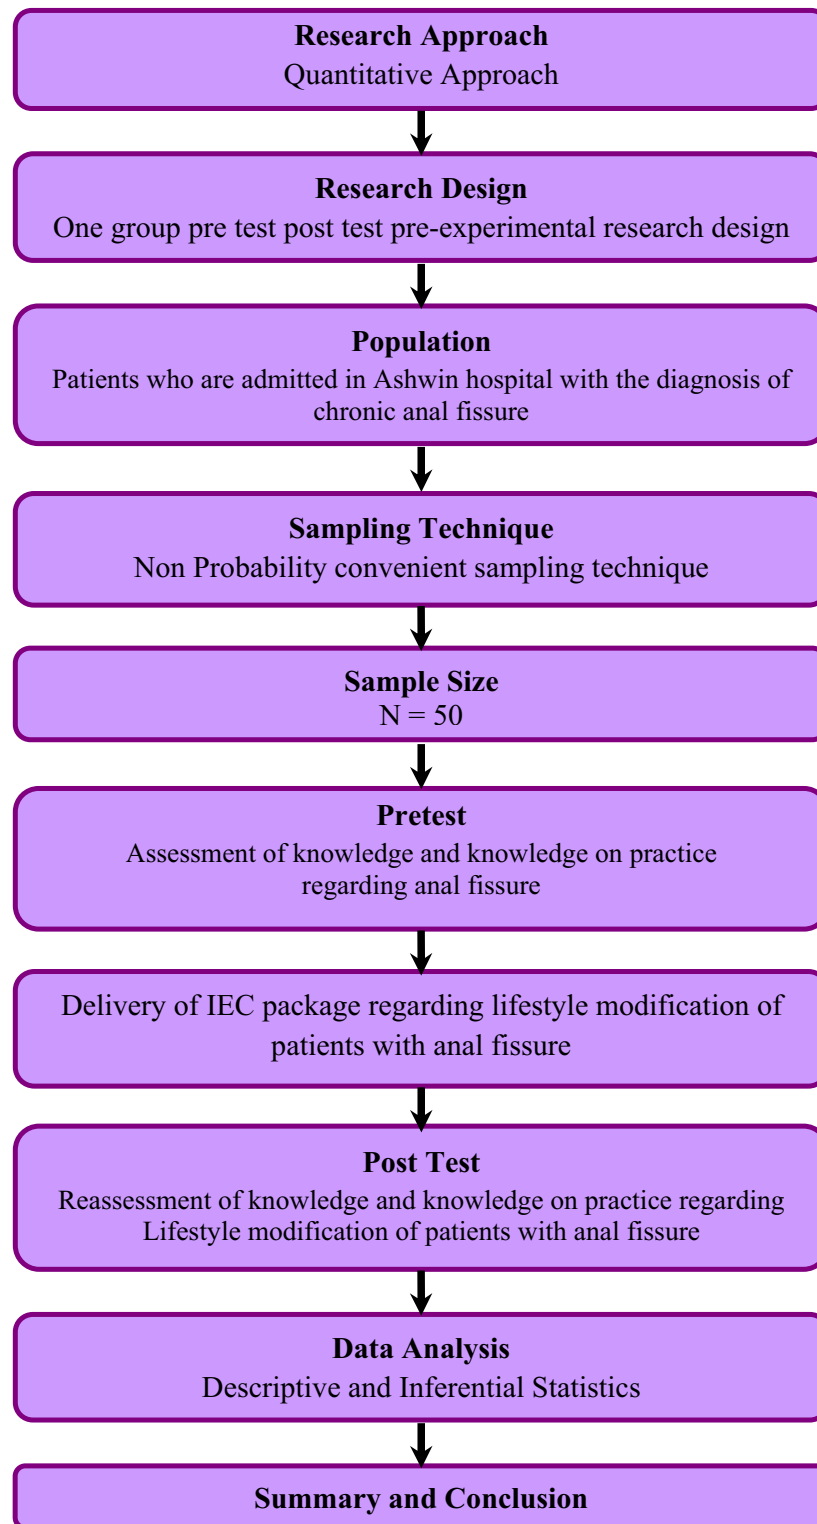 Research Approach
Quantitative Approach
Research Design
One group pre test post test pre-experimental research design
Population
Patients who are admitted in Ashwin hospital with the diagnosis of
chronic anal fissure
Sampling Technique
Non Probability convenient sampling technique
Sample Size
N = 50
Pretest
Assessment of knowledge and knowledge on practice
regarding anal fissure
Delivery of IEC package regarding lifestyle modification of
patients with anal fissure
Post Test
Reassessment of knowledge and knowledge on practice regarding
Lifestyle modification of patients with anal fissure
Data Analysis
Descriptive and Inferential Statistics
Summary and Conclusion